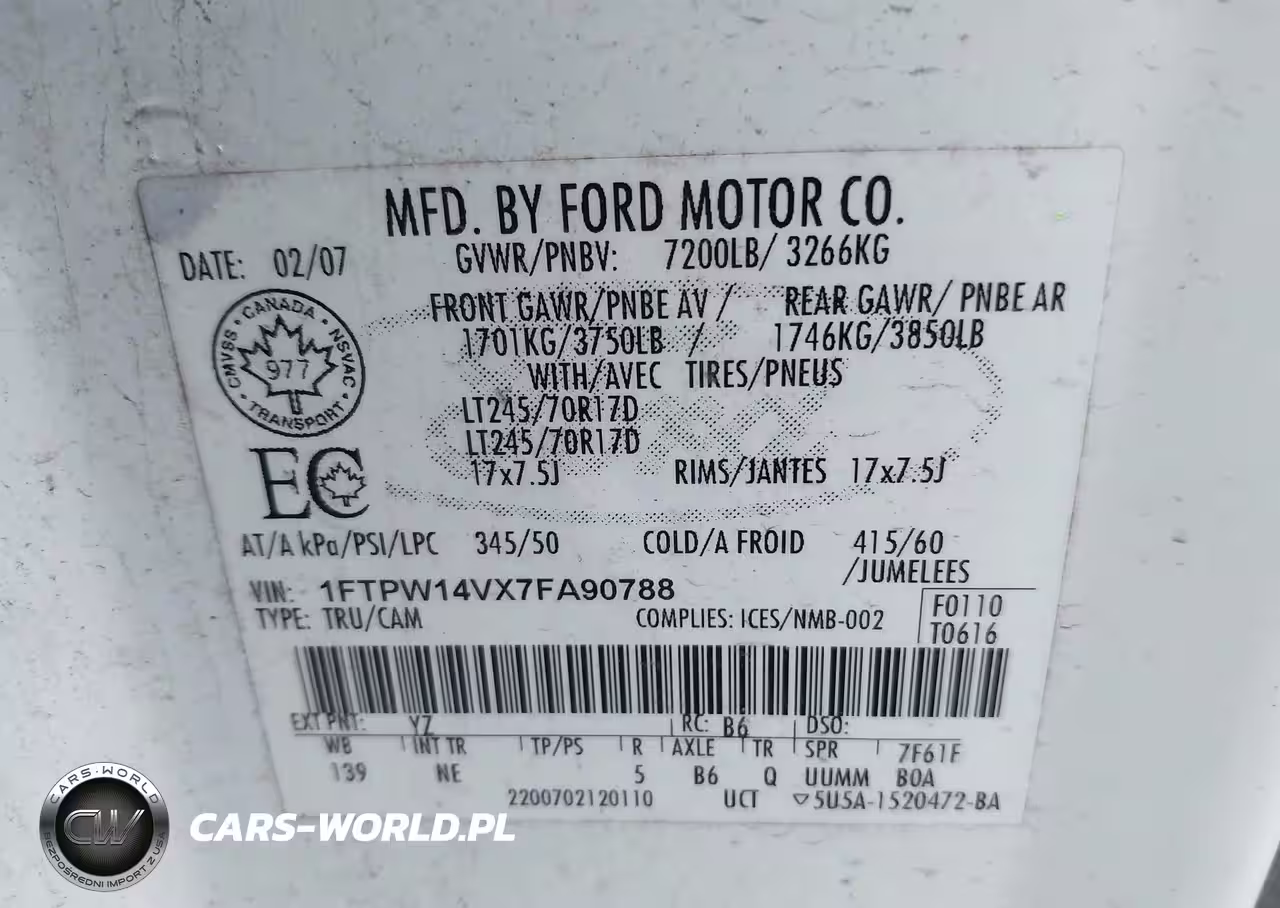 MFD. BY FORD MOTOR CO.
DATE: 02/07 GVWR/PNBV: 7200LB/ 3266KG
FRONT GAWR/PNBE AV / REAR GAWR/ PNBE AR
1701KG/3750LB / 1746KG/3850LB
WITH/AVEC TIRES/PNEUS
LT245/70R17D
LT245/70R17D
17x7.5J RIMS/JANTES 17x7.5J
CANADA
CMVSS NSVAC
977
TRANSPORT
EC
AT/A kPa/PSI/LPC 345/50 COLD/A FROID 415/60
/JUMELEES
VIN: 1FTPW14VX7FA90788
TYPE: TRU/CAM COMPLIES: ICES/NMB-002
F0110
T0616
EXT PNT: YZ RC: B6 DSO:
WB INT TR TP/PS R AXLE TR SPR 7F61F
139 NE 5 B6 Q UUMM BOA
2200702120110 UCT ▽5U5A-1520472-BA
CARS-WORLD
CW
BEZPOŚREDNI IMPORT Z USA
CARS-WORLD.PL